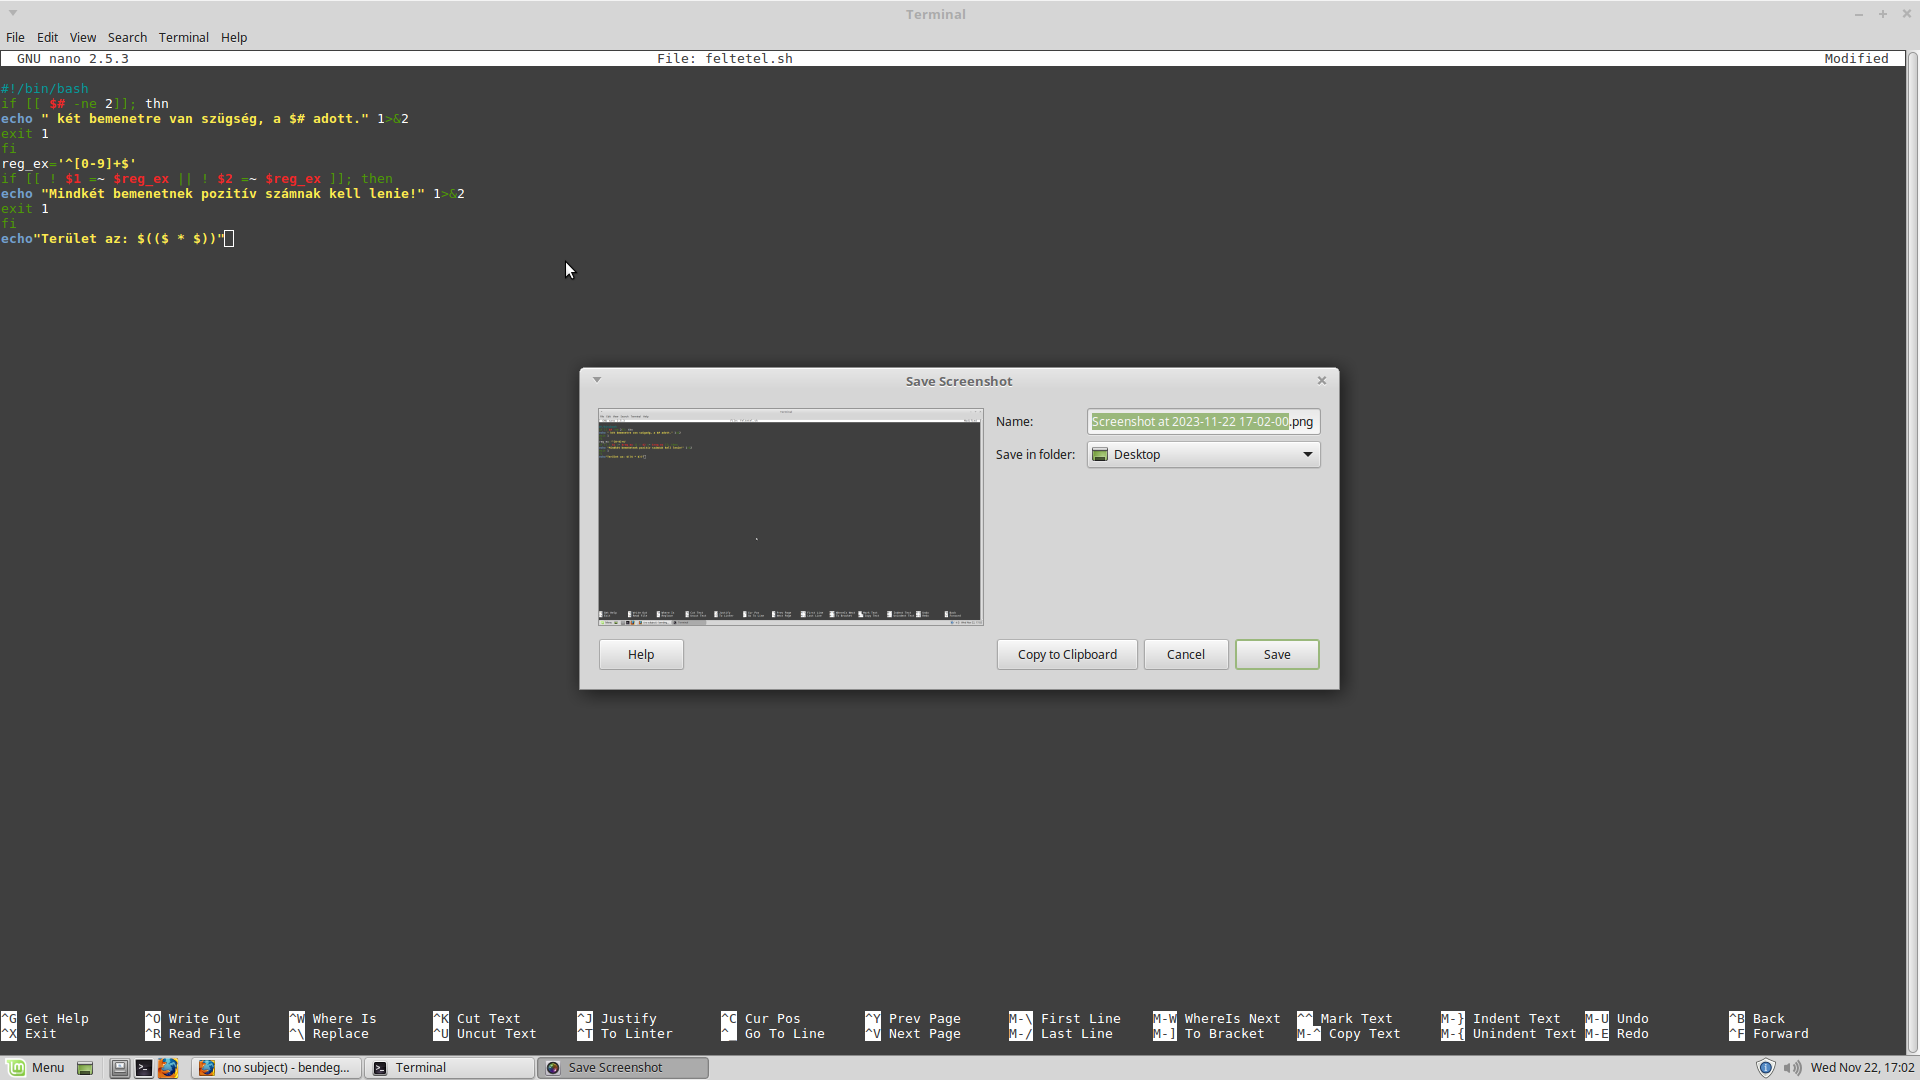 Terminal
File Edit View Search Terminal Help
GNU nano 2.5.3 File: feltetel.sh Modified
#!/bin/bash
if [[ $# -ne 2]]; thn
echo " két bemenetre van szügség, a $# adott." 1>&2
exit 1
fi
reg_ex='^[0-9]+$'
if [[ ! $1 =~ $reg_ex || ! $2 =~ $reg_ex ]]; then
echo "Mindkét bemenetnek pozitív számnak kell lenie!" 1>&2
exit 1
fi
echo"Terület az: $(($ * $))"
Save Screenshot
Name: Screenshot at 2023-11-22 17-02-00.png
Save in folder: Desktop
Help Copy to Clipboard Cancel Save
^G Get Help ^O Write Out ^W Where Is ^K Cut Text ^J Justify ^C Cur Pos ^Y Prev Page M-\ First Line M-W WhereIs Next ^^ Mark Text M-} Indent Text M-U Undo ^B Back
^X Exit ^R Read File ^\ Replace ^U Uncut Text ^T To Linter ^_ Go To Line ^V Next Page M-/ Last Line M-] To Bracket M-^ Copy Text M-{ Unindent Text M-E Redo ^F Forward
Menu (no subject) - bendeg... Terminal Save Screenshot Wed Nov 22, 17:02